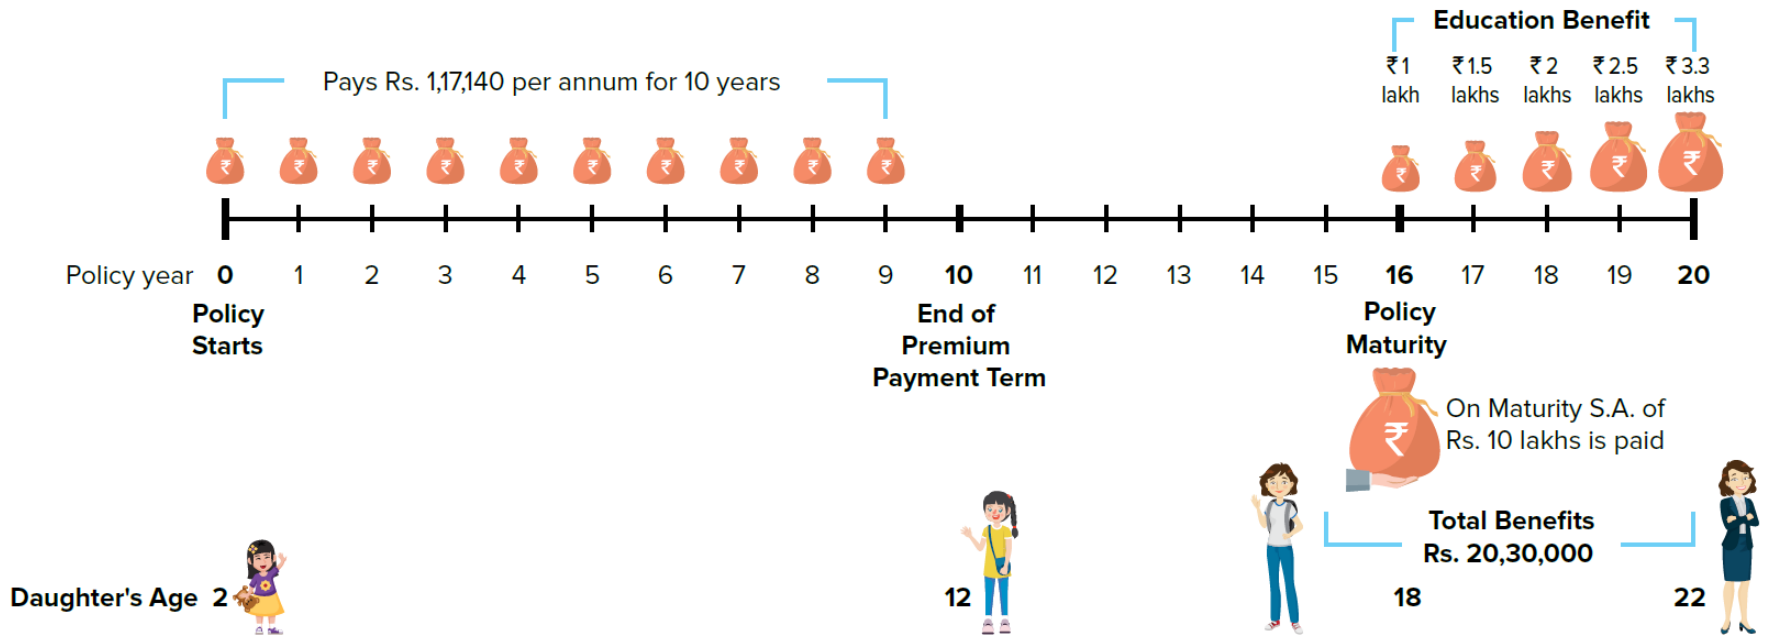 Education Benefit
₹1 lakh
₹1.5 lakhs
₹2 lakhs
₹2.5 lakhs
₹3.3 lakhs
Pays Rs. 1,17,140 per annum for 10 years
₹ ₹ ₹ ₹ ₹ ₹ ₹ ₹ ₹ ₹ ₹ ₹ ₹ ₹ ₹
Policy year 0 1 2 3 4 5 6 7 8 9 10 11 12 13 14 15 16 17 18 19 20
Policy
Starts
End of
Premium
Payment Term
Policy
Maturity
₹
On Maturity S.A. of
Rs. 10 lakhs is paid
Total Benefits
Rs. 20,30,000
Daughter's Age 2 12 18 22